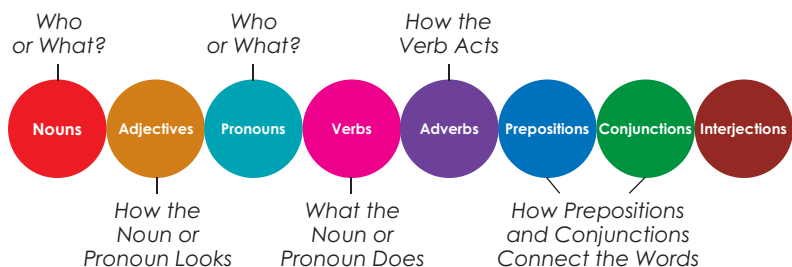 Who
or What?
Who
or What?
How the
Verb Acts
Nouns
Adjectives
Pronouns
Verbs
Adverbs
Prepositions
Conjunctions
Interjections
How the
Noun or
Pronoun Looks
What the
Noun or
Pronoun Does
How Prepositions
and Conjunctions
Connect the Words